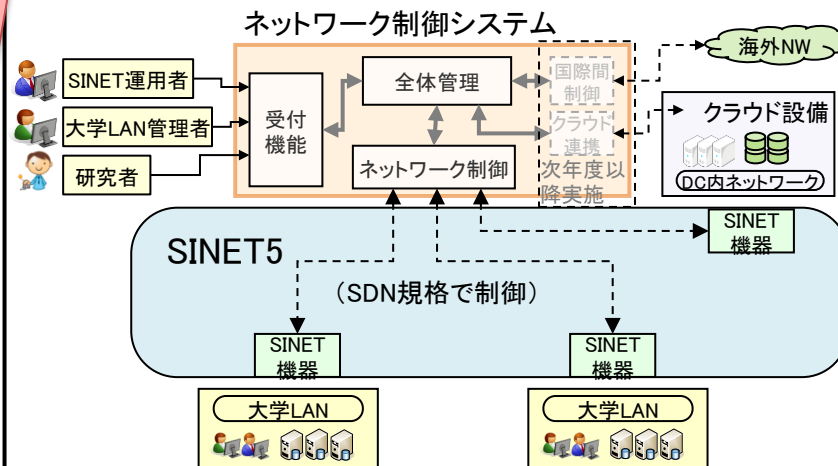 ネットワーク制御システム
SINET運用者
大学LAN管理者
研究者
受付
機能
全体管理
ネットワーク制御
国際間
制御
クラウド
連携
次年度以
降実施
海外NW
クラウド設備
DC内ネットワーク
SINET5
(SDN規格で制御)
SINET
機器
SINET
機器
SINET
機器
大学LAN
大学LAN